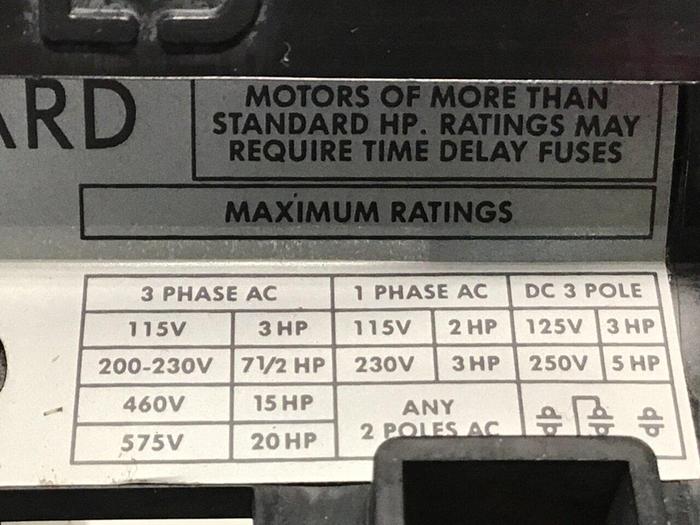 ARD
MOTORS OF MORE THAN
STANDARD HP. RATINGS MAY
REQUIRE TIME DELAY FUSES
MAXIMUM RATINGS
3 PHASE AC 1 PHASE AC DC 3 POLE
115V 3 HP 115V 2 HP 125V 3 HP
200-230V 7 1/2 HP 230V 3 HP 250V 5 HP
460V 15 HP ANY
575V 20 HP 2 POLES AC